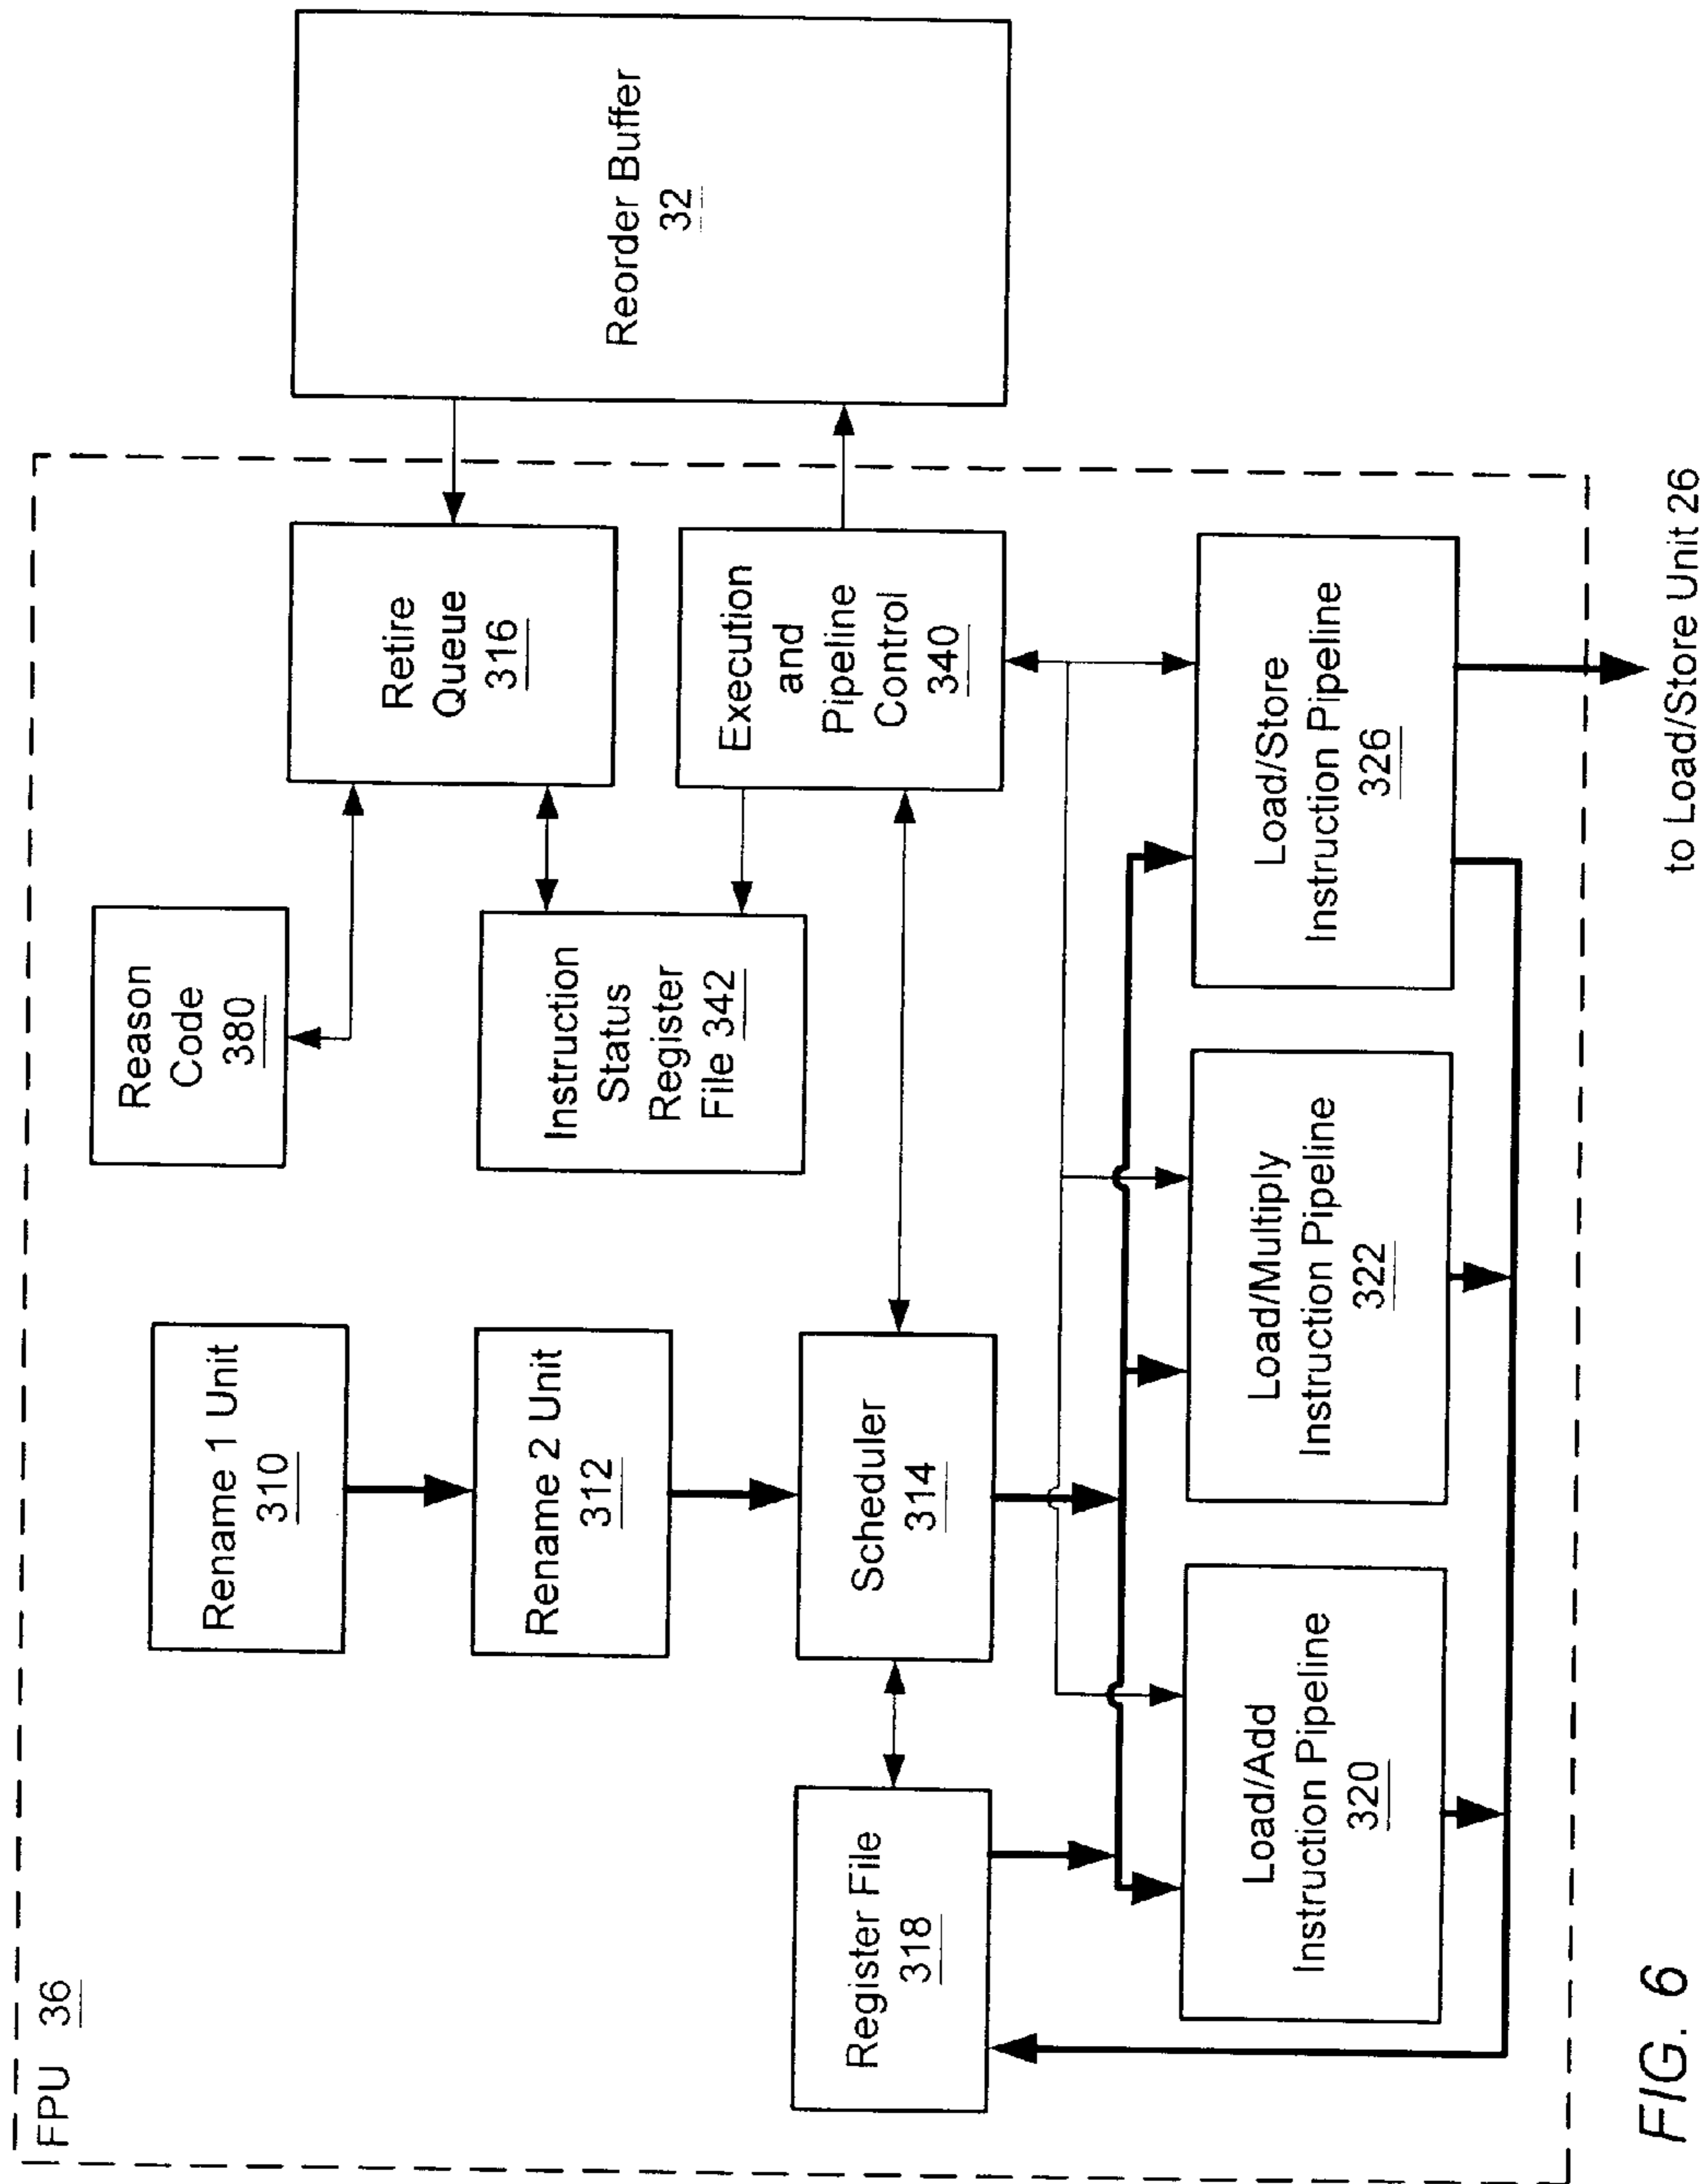 FPU 36
Rename 1 Unit
310
Rename 2 Unit
312
Scheduler
314
Register File
318
Reason
Code
380
Instruction
Status
Register
File 342
Retire
Queue
316
Execution
and
Pipeline
Control
340
Reorder Buffer
32
Load/Add
Instruction Pipeline
320
Load/Multiply
Instruction Pipeline
322
Load/Store
Instruction Pipeline
326
to Load/Store Unit 26
FIG. 6